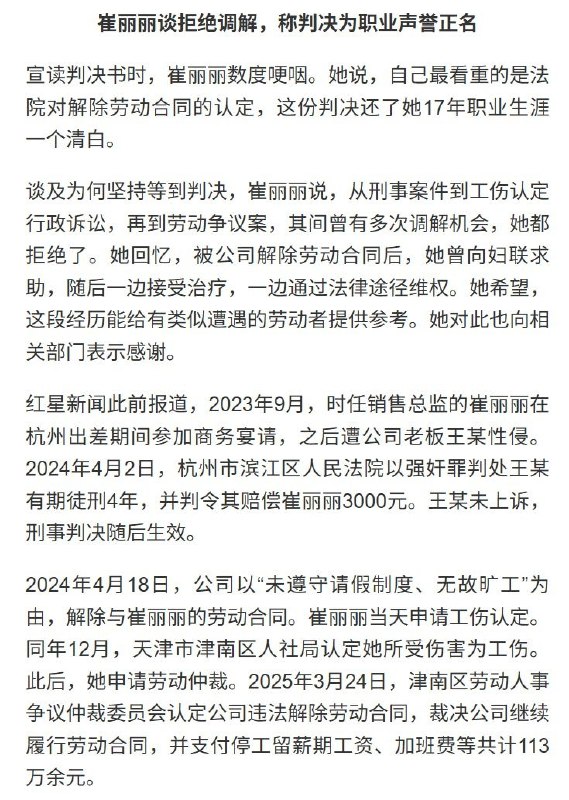 崔丽丽谈拒绝调解，称判决为职业声誉正名
宣读判决书时，崔丽丽数度哽咽。她说，自己最看重的是法
院对解除劳动合同的认定，这份判决还了她17年职业生涯
一个清白。
谈及为何坚持等到判决，崔丽丽说，从刑事案件到工伤认定
行政诉讼，再到劳动争议案，其间曾有多次调解机会，她都
拒绝了。她回忆，被公司解除劳动合同后，她曾向妇联求
助，随后一边接受治疗，一边通过法律途径维权。她希望，
这段经历能给有类似遭遇的劳动者提供参考。她对此也向相
关部门表示感谢。
红星新闻此前报道，2023年9月，时任销售总监的崔丽丽在
杭州出差期间参加商务宴请，之后遭公司老板王某性侵。
2024年4月2日，杭州市滨江区人民法院以强奸罪判处王某
有期徒刑4年，并判令其赔偿崔丽丽3000元。王某未上诉，
刑事判决随后生效。
2024年4月18日，公司以“未遵守请假制度、无故旷工”为
由，解除与崔丽丽的劳动合同。崔丽丽当天申请工伤认定。
同年12月，天津市津南区人社局认定她所受伤害为工伤。
此后，她申请劳动仲裁。2025年3月24日，津南区劳动人事
争议仲裁委员会认定公司违法解除劳动合同，裁决公司继续
履行劳动合同，并支付停工留薪期工资、加班费等共计113
万余元。